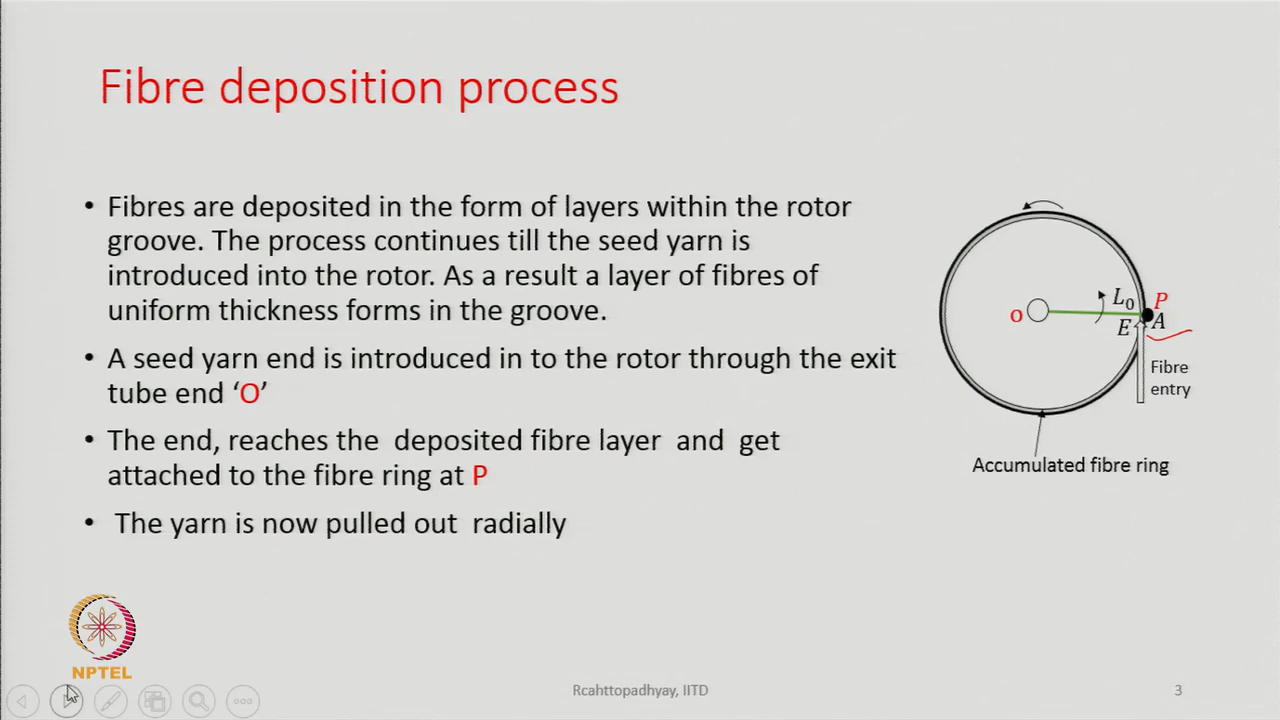 Fibre deposition process
• Fibres are deposited in the form of layers within the rotor
groove. The process continues till the seed yarn is
introduced into the rotor. As a result a layer of fibres of
uniform thickness forms in the groove.
• A seed yarn end is introduced in to the rotor through the exit
tube end ‘O’
• The end, reaches the deposited fibre layer and get
attached to the fibre ring at P
• The yarn is now pulled out radially
L₀ P
O
E A
Fibre
entry
Accumulated fibre ring
NPTEL
Rcahttopadhyay, IITD
3